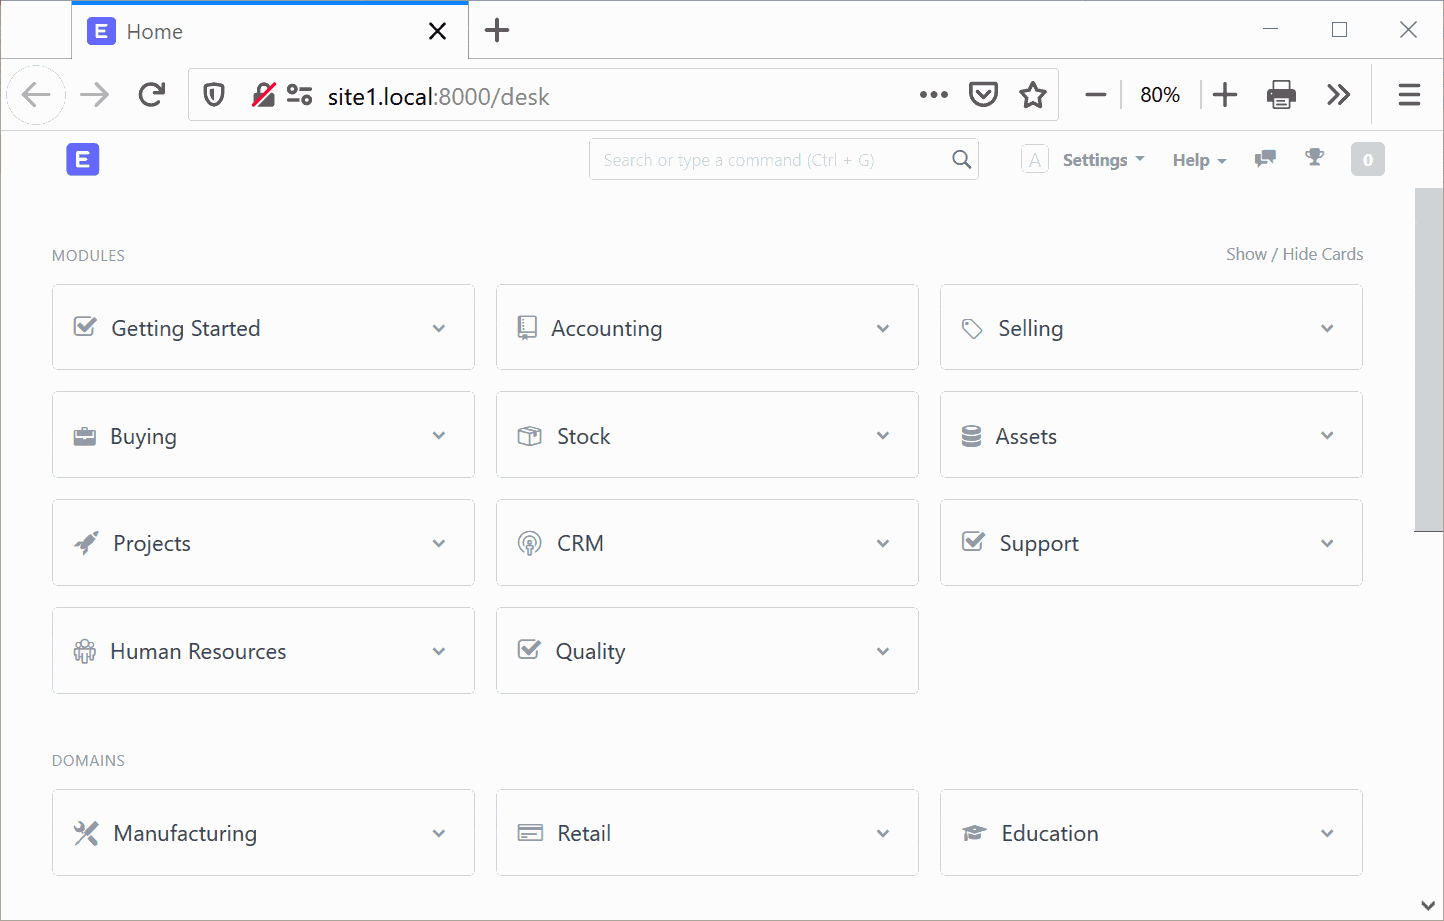 E Home
site1.local:8000/desk
80%
E
Search or type a command (Ctrl + G)
A Settings Help 0
MODULES
Show / Hide Cards
Getting Started
Accounting
Selling
Buying
Stock
Assets
Projects
CRM
Support
Human Resources
Quality
DOMAINS
Manufacturing
Retail
Education